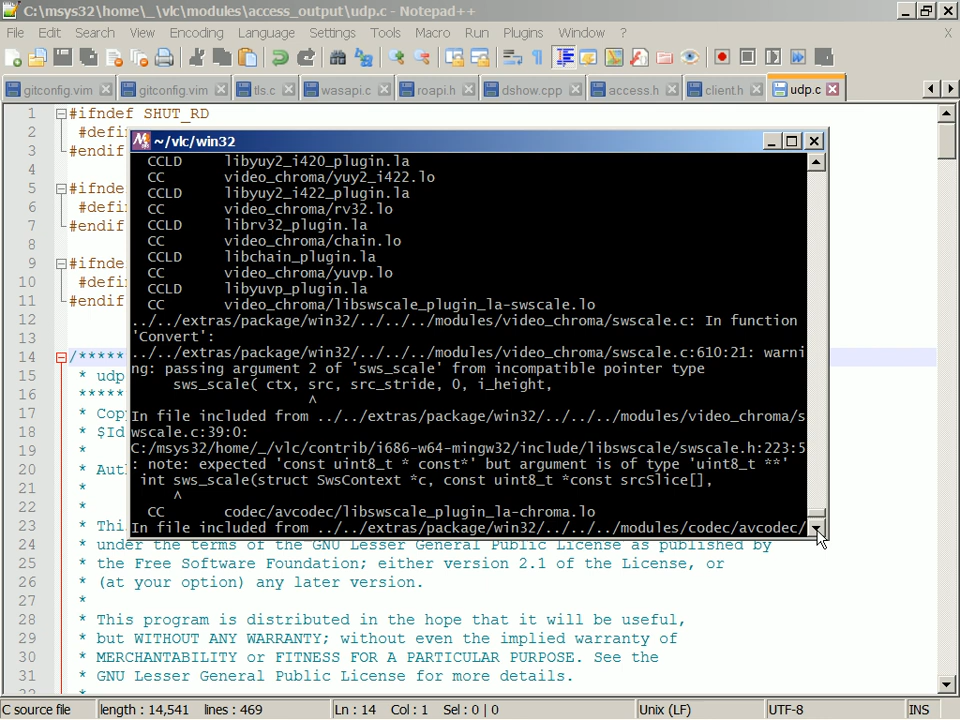 C:\msys32\home\_\vlc\modules\access_output\udp.c - Notepad++
File Edit Search View Encoding Language Settings Tools Macro Run Plugins Window ? X
gitconfig.vim gitconfig.vim tls.c wasapi.c roapi.h dshow.cpp access.h client.h udp.c
1 #ifndef SHUT_RD
2 #defi
3 #endif
4
5 #ifnde
6 #defi
7 #endif
8
9 #ifnde
10 #defi
11 #endif
12
13
14 /*****
15 * udp
16 *****
17 * Cop
18 * $Id
19 *
20 * Aut
21 *
22 *
23 * Thi
24 * under the terms of the GNU Lesser General Public License as published by
25 * the Free Software Foundation; either version 2.1 of the License, or
26 * (at your option) any later version.
27 *
28 * This program is distributed in the hope that it will be useful,
29 * but WITHOUT ANY WARRANTY; without even the implied warranty of
30 * MERCHANTABILITY or FITNESS FOR A PARTICULAR PURPOSE. See the
31 * GNU Lesser General Public License for more details.
~/vlc/win32
CCLD libyuy2_i420_plugin.la
CC video_chroma/yuy2_i422.lo
CCLD libyuy2_i422_plugin.la
CC video_chroma/rv32.lo
CCLD librv32_plugin.la
CC video_chroma/chain.lo
CCLD libchain_plugin.la
CC video_chroma/yuvp.lo
CCLD libyuvp_plugin.la
CC video_chroma/libswscale_plugin_la-swscale.lo
../../extras/package/win32/../../../modules/video_chroma/swscale.c: In function
'Convert':
../../extras/package/win32/../../../modules/video_chroma/swscale.c:610:21: warni
ng: passing argument 2 of 'sws_scale' from incompatible pointer type
sws_scale( ctx, src, src_stride, 0, i_height,
^
In file included from ../../extras/package/win32/../../../modules/video_chroma/s
wscale.c:39:0:
C:/msys32/home/_/vlc/contrib/i686-w64-mingw32/include/libswscale/swscale.h:223:5
: note: expected 'const uint8_t * const*' but argument is of type 'uint8_t **'
int sws_scale(struct SwsContext *c, const uint8_t *const srcSlice[],
^
CC codec/avcodec/libswscale_plugin_la-chroma.lo
In file included from ../../extras/package/win32/../../../modules/codec/avcodec/
C source file length : 14,541 lines : 469 Ln : 14 Col : 1 Sel : 0 | 0 Unix (LF) UTF-8 INS